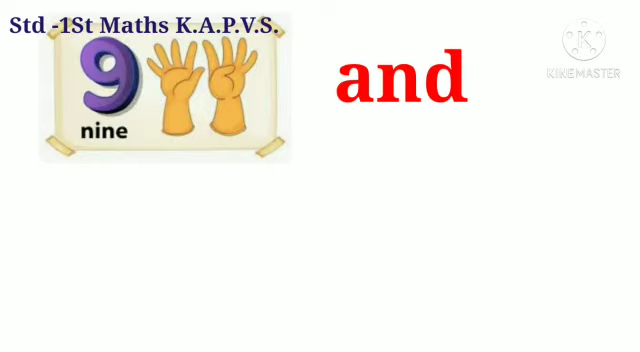 Std -1St Maths K.A.P.V.S.
9
nine
and
K
KINEMASTER